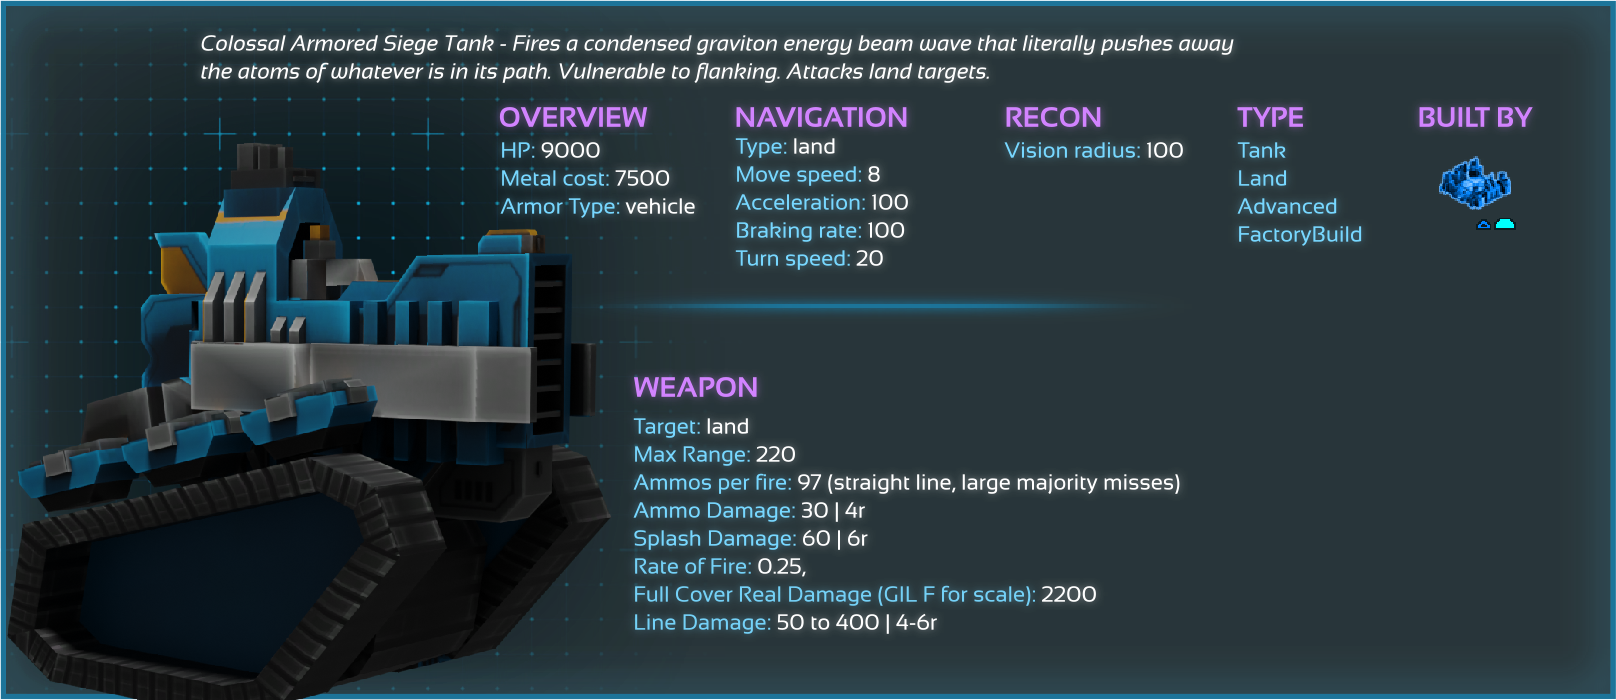 Colossal Armored Siege Tank - Fires a condensed graviton energy beam wave that literally pushes away
the atoms of whatever is in its path. Vulnerable to flanking. Attacks land targets.
OVERVIEW
HP: 9000
Metal cost: 7500
Armor Type: vehicle
NAVIGATION
Type: land
Move speed: 8
Acceleration: 100
Braking rate: 100
Turn speed: 20
RECON
Vision radius: 100
TYPE
Tank
Land
Advanced
FactoryBuild
BUILT BY
WEAPON
Target: land
Max Range: 220
Ammos per fire: 97 (straight line, large majority misses)
Ammo Damage: 30 | 4r
Splash Damage: 60 | 6r
Rate of Fire: 0.25,
Full Cover Real Damage (GIL F for scale): 2200
Line Damage: 50 to 400 | 4-6r